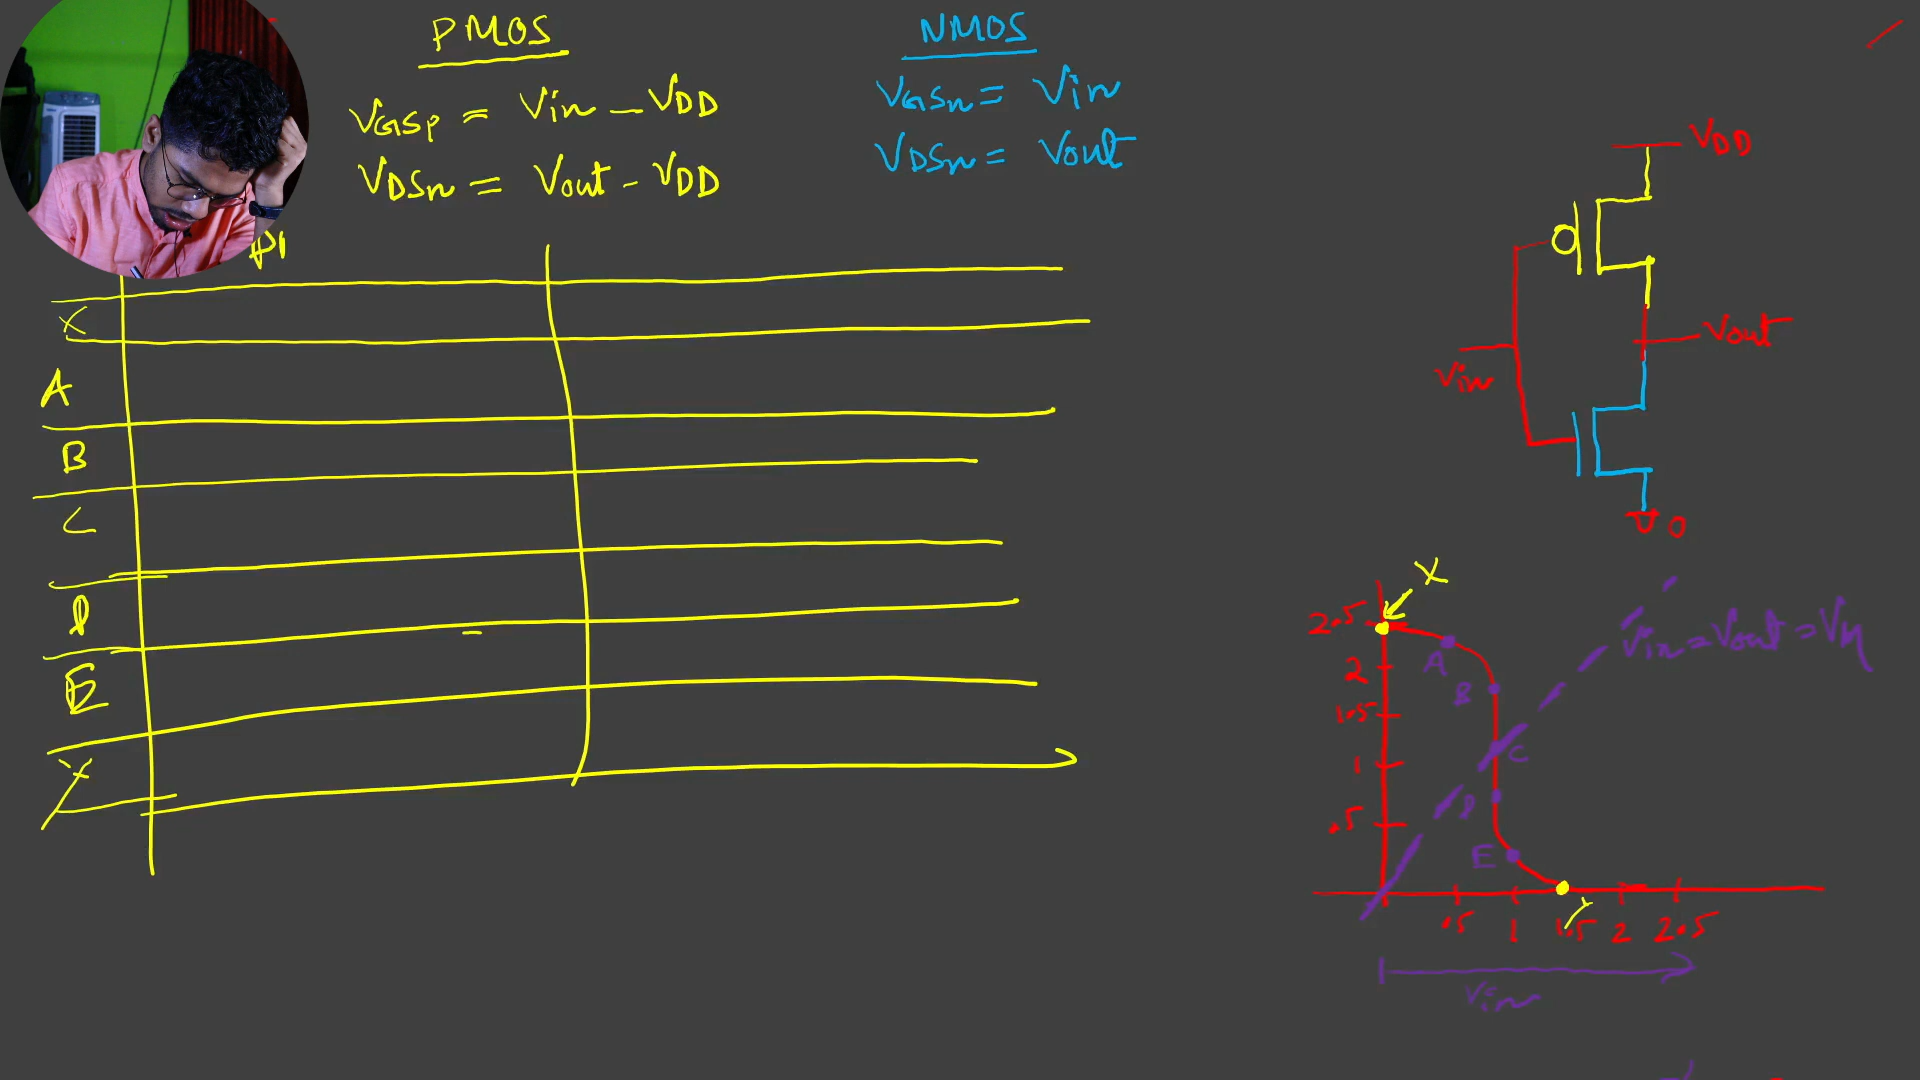 PMOS
VGSP = Vin - VDD
VDSn = Vout - VDD
NMOS
VGSn = Vin
VDSn = Vout
X
A
B
C
D
E
Y
VDD
Vout
Vin
0
X
2.5
2
1.5
1
.5
A
B
C
D
E
Vin = Vout = VM
Y
.5 1 1.5 2 2.5
Vin